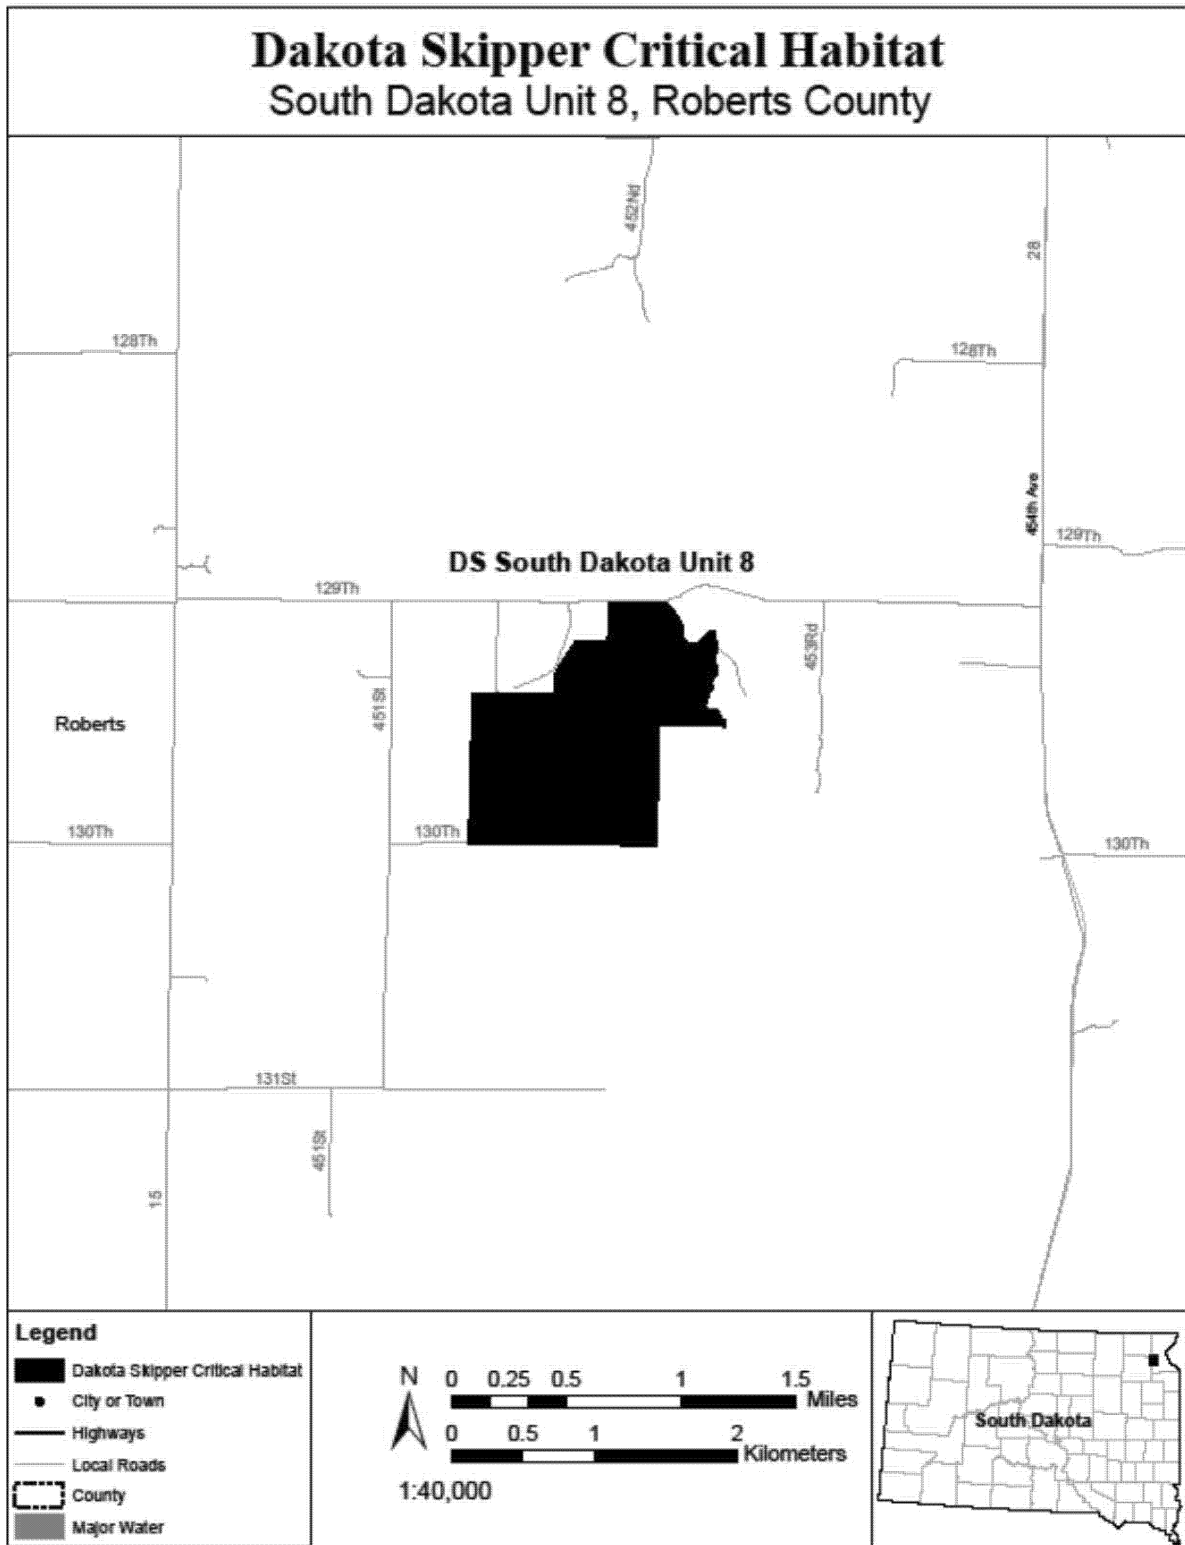 Dakota Skipper Critical Habitat
South Dakota Unit 8, Roberts County
452Nd
28
128Th
128Th
454th Ave
129Th
DS South Dakota Unit 8
129Th
453Rd
451St
Roberts
130Th
130Th
130Th
131St
451St
15
Legend
Dakota Skipper Critical Habitat
City or Town
Highways
Local Roads
County
Major Water
N
0 0.25 0.5 1 1.5
Miles
0 0.5 1 2
Kilometers
1:40,000
South Dakota